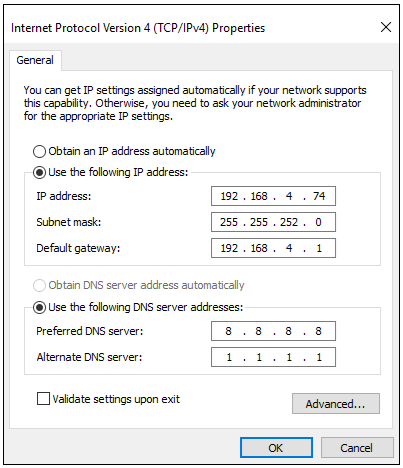 Internet Protocol Version 4 (TCP/IPv4) Properties
General
You can get IP settings assigned automatically if your network supports
this capability. Otherwise, you need to ask your network administrator
for the appropriate IP settings.
Obtain an IP address automatically
Use the following IP address:
IP address: 192 . 168 . 4 . 74
Subnet mask: 255 . 255 . 252 . 0
Default gateway: 192 . 168 . 4 . 1
Obtain DNS server address automatically
Use the following DNS server addresses:
Preferred DNS server: 8 . 8 . 8 . 8
Alternate DNS server: 1 . 1 . 1 . 1
Validate settings upon exit
Advanced...
OK Cancel